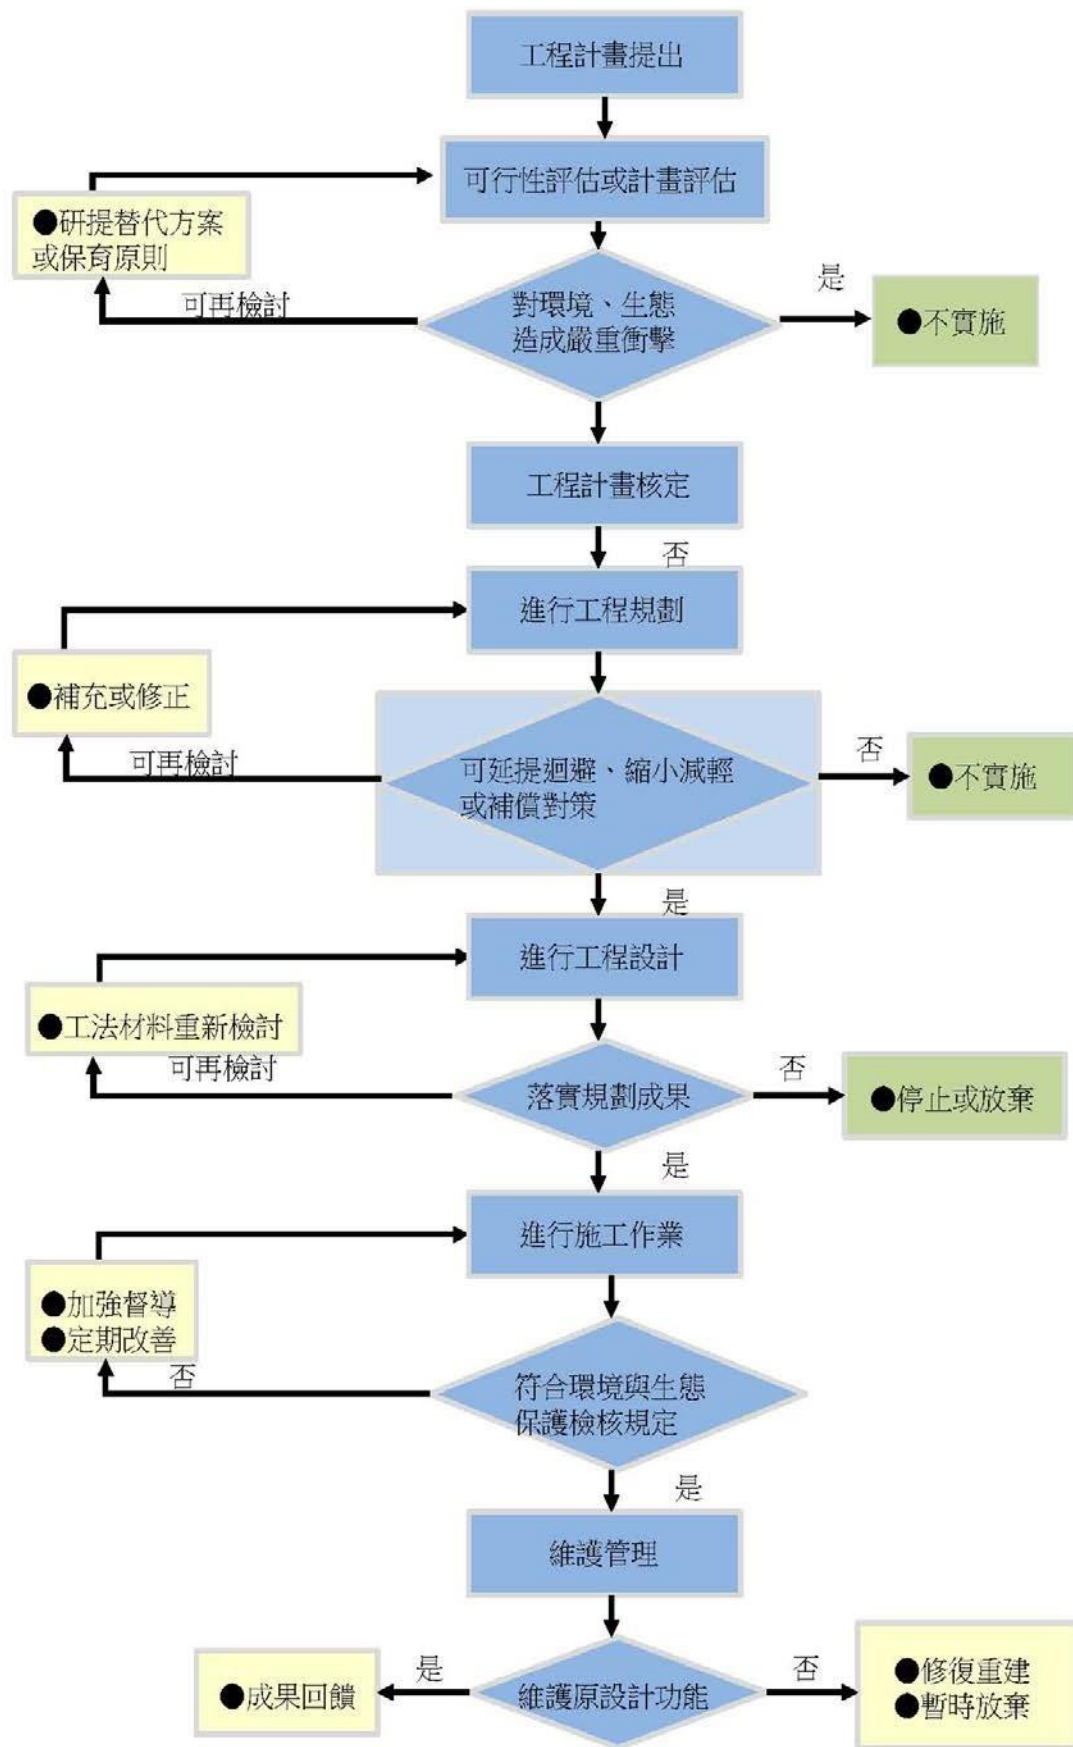 工程計畫提出
可行性評估或計畫評估
●研提替代方案
或保育原則
可再檢討
對環境、生態
造成嚴重衝擊
是
●不實施
工程計畫核定
否
進行工程規劃
●補充或修正
可再檢討
可延提迴避、縮小減輕
或補償對策
否
●不實施
是
進行工程設計
●工法材料重新檢討
可再檢討
落實規劃成果
否
●停止或放棄
是
進行施工作業
●加強督導
●定期改善
否
符合環境與生態
保護檢核規定
是
維護管理
●成果回饋
是
維護原設計功能
否
●修復重建
●暫時放棄